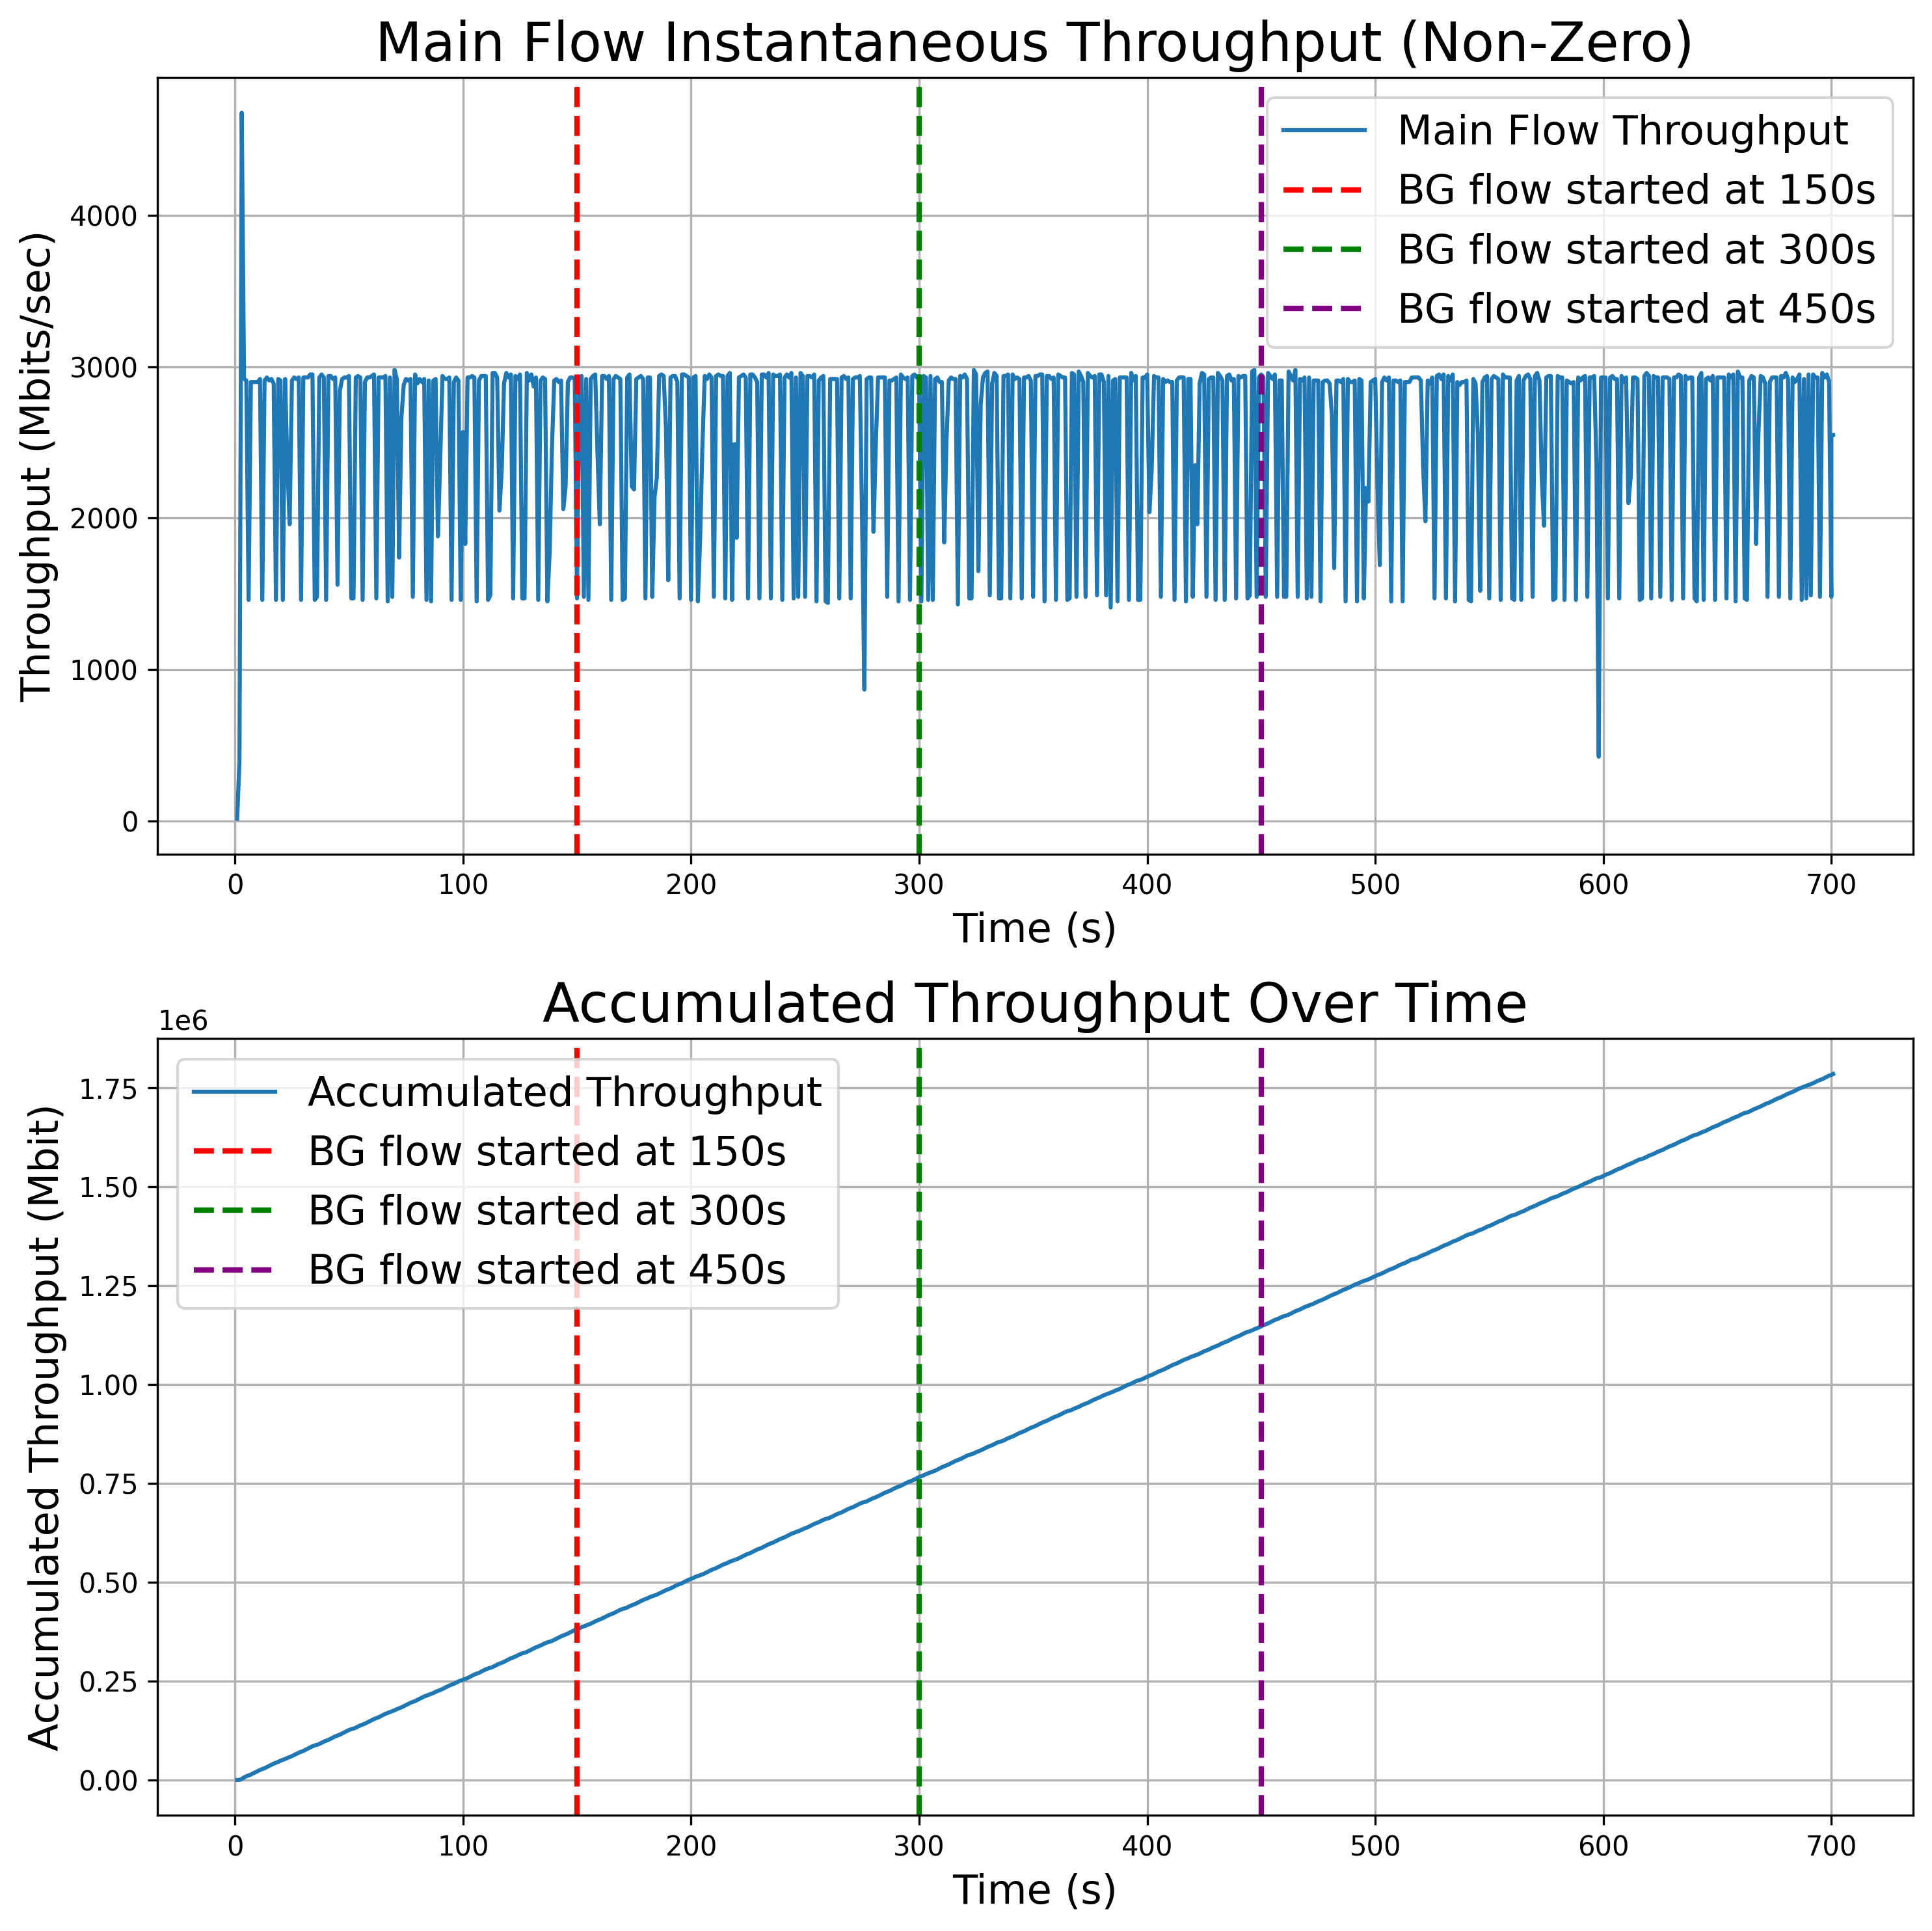 Main Flow Instantaneous Throughput (Non-Zero)
Throughput (Mbits/sec)
4000
3000
2000
1000
0
Main Flow Throughput
BG flow started at 150s
BG flow started at 300s
BG flow started at 450s
0 100 200 300 400 500 600 700
Time (s)
Accumulated Throughput Over Time
1e6
Accumulated Throughput (Mbit)
1.75
1.50
1.25
1.00
0.75
0.50
0.25
0.00
Accumulated Throughput
BG flow started at 150s
BG flow started at 300s
BG flow started at 450s
0 100 200 300 400 500 600 700
Time (s)